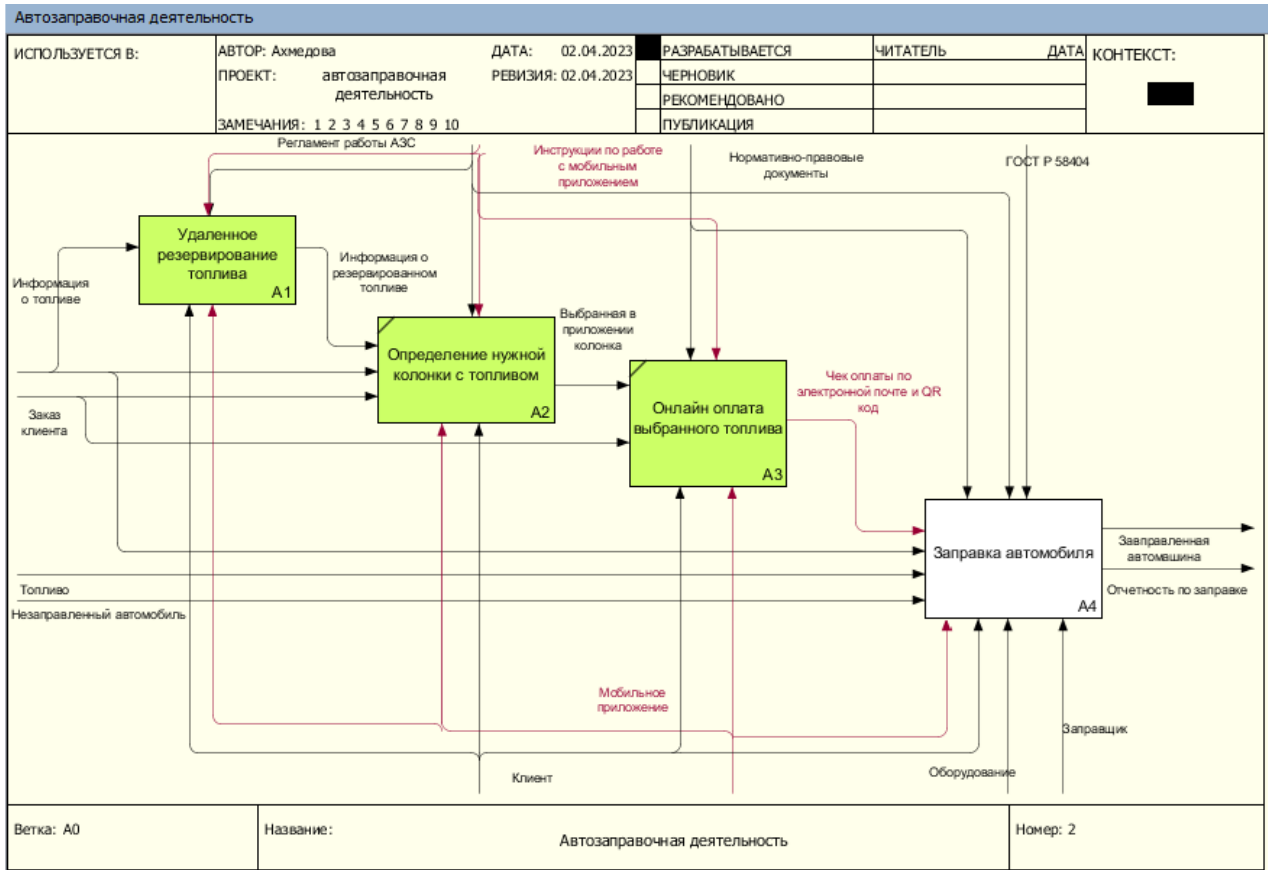 Автозаправочная деятельность
ИСПОЛЬЗУЕТСЯ В:
АВТОР: Ахмедова
ДАТА: 02.04.2023
ПРОЕКТ: автозаправочная
деятельность
РЕВИЗИЯ: 02.04.2023
ЗАМЕЧАНИЯ: 1 2 3 4 5 6 7 8 9 10
РАЗРАБАТЫВАЕТСЯ
ЧЕРНОВИК
РЕКОМЕНДОВАНО
ПУБЛИКАЦИЯ
ЧИТАТЕЛЬ
ДАТА
КОНТЕКСТ:
Регламент работы АЗС
Инструкции по работе
с мобильным
приложением
Нормативно-правовые
документы
ГОСТ Р 58404
Удаленное
резервирование
топлива
A1
Информация
о топливе
Информация о
резервированном
топливе
Определение нужной
колонки с топливом
A2
Выбранная в
приложении
колонка
Заказ
клиента
Онлайн оплата
выбранного топлива
A3
Чек оплаты по
электронной почте и QR
код
Заправка автомобиля
A4
Завправленная
автомашина
Отчетность по заправке
Топливо
Незаправленный автомобиль
Мобильное
приложение
Заправщик
Клиент
Оборудование
Ветка: A0
Название:
Автозаправочная деятельность
Номер: 2